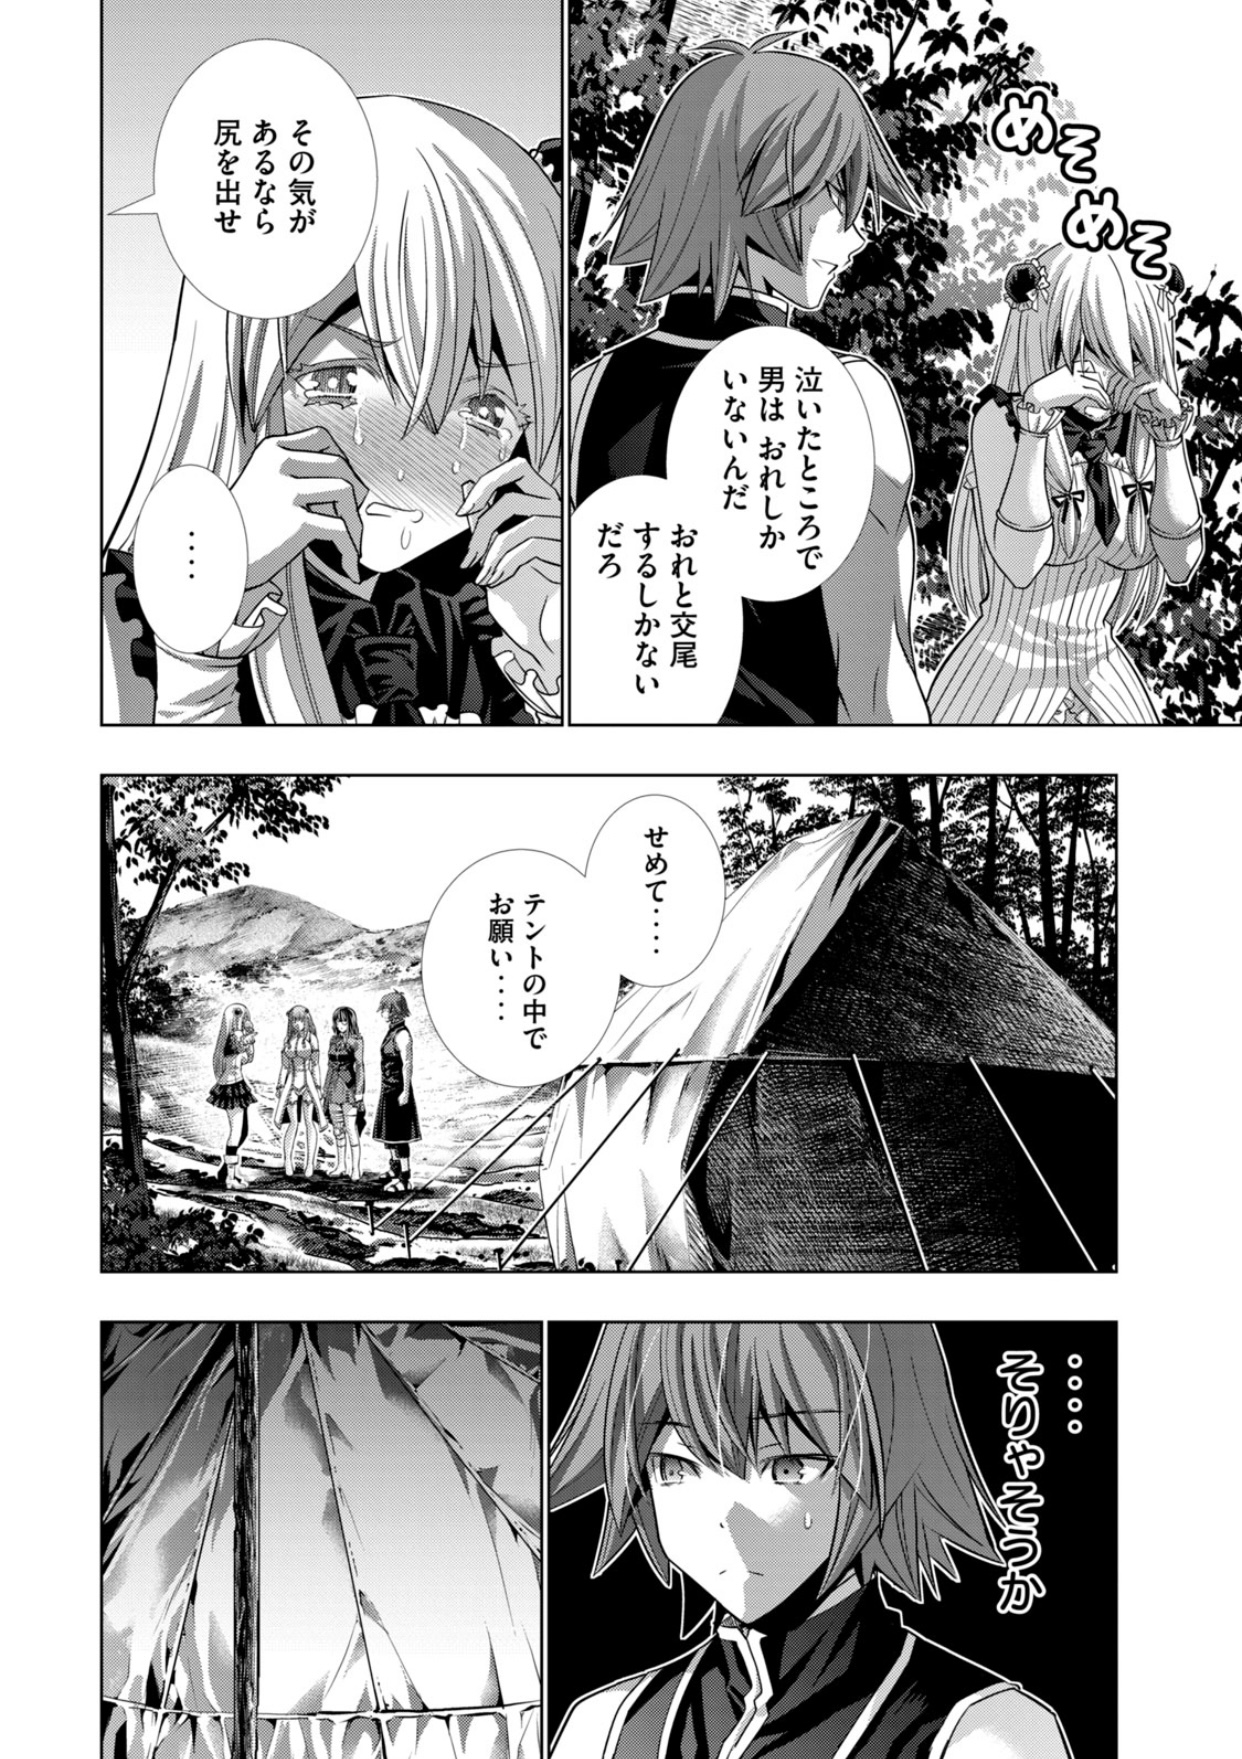 めそ
めそ
泣いたところで
男は おれしか
いないんだ
おれと交尾
するしかない
だろ
その気が
あるなら
尻を出せ
・・・
せめて・・・・
テントの中で
お願い・・・・
・・・・
そりゃそうか